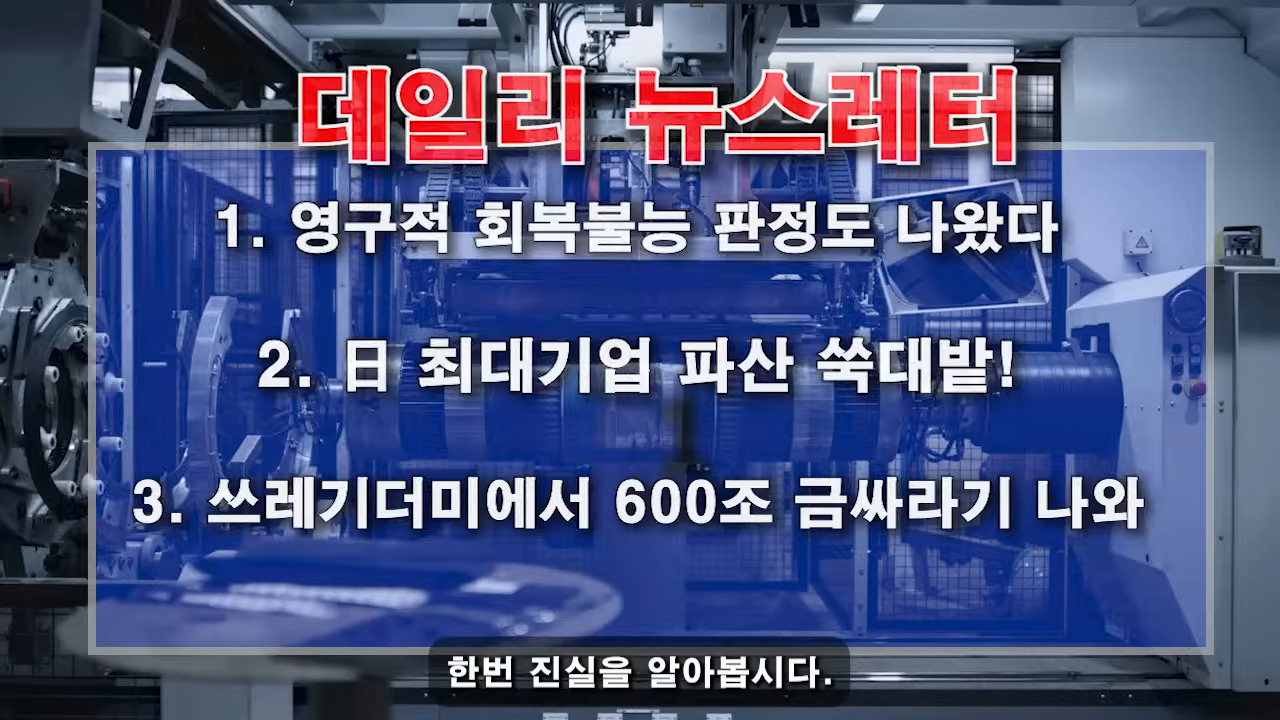 데일리 뉴스레터
1. 영구적 회복불능 판정도 나왔다
2. 日 최대기업 파산 쑥대밭!
3. 쓰레기더미에서 600조 금싸라기 나와
한번 진실을 알아봅시다.